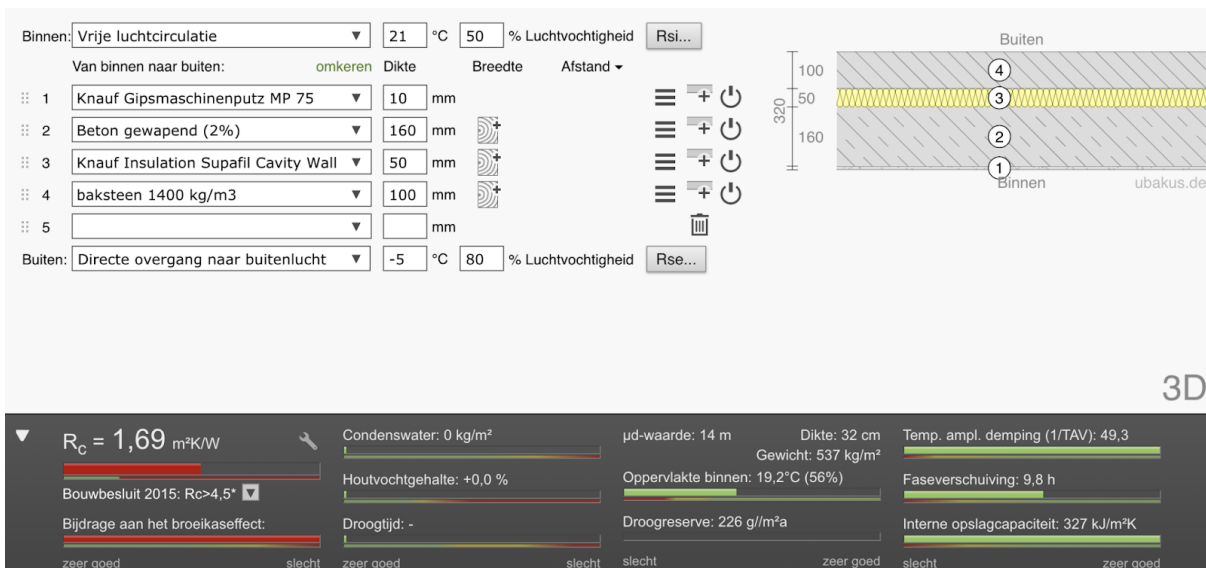 Binnen: Vrije luchtcirculatie ▼ 21 °C 50 % Luchtvochtigheid Rsi...
Van binnen naar buiten: omkeren Dikte Breedte Afstand
1 Knauf Gipsmaschinenputz MP 75 ▼ 10 mm
2 Beton gewapend (2%) ▼ 160 mm
3 Knauf Insulation Supafil Cavity Wall ▼ 50 mm
4 baksteen 1400 kg/m3 ▼ 100 mm
5 ▼ mm
Buiten: Directe overgang naar buitenlucht ▼ -5 °C 80 % Luchtvochtigheid Rse...
Buiten
100
50
320
160
4
3
2
1
Binnen
ubakus.de
3D
Rc = 1,69 m²K/W
Bouwbesluit 2015: Rc>4,5*
Bijdrage aan het broeikaseffect:
zeer goed slecht
Condenswater: 0 kg/m²
Houtvochtgehalte: +0,0 %
Droogtijd: -
zeer goed slecht
µd-waarde: 14 m Dikte: 32 cm
Gewicht: 537 kg/m²
Oppervlakte binnen: 19,2°C (56%)
Droogreserve: 226 g//m²a
slecht zeer goed
Temp. ampl. demping (1/TAV): 49,3
Faseverschuiving: 9,8 h
Interne opslagcapaciteit: 327 kJ/m²K
slecht zeer goed